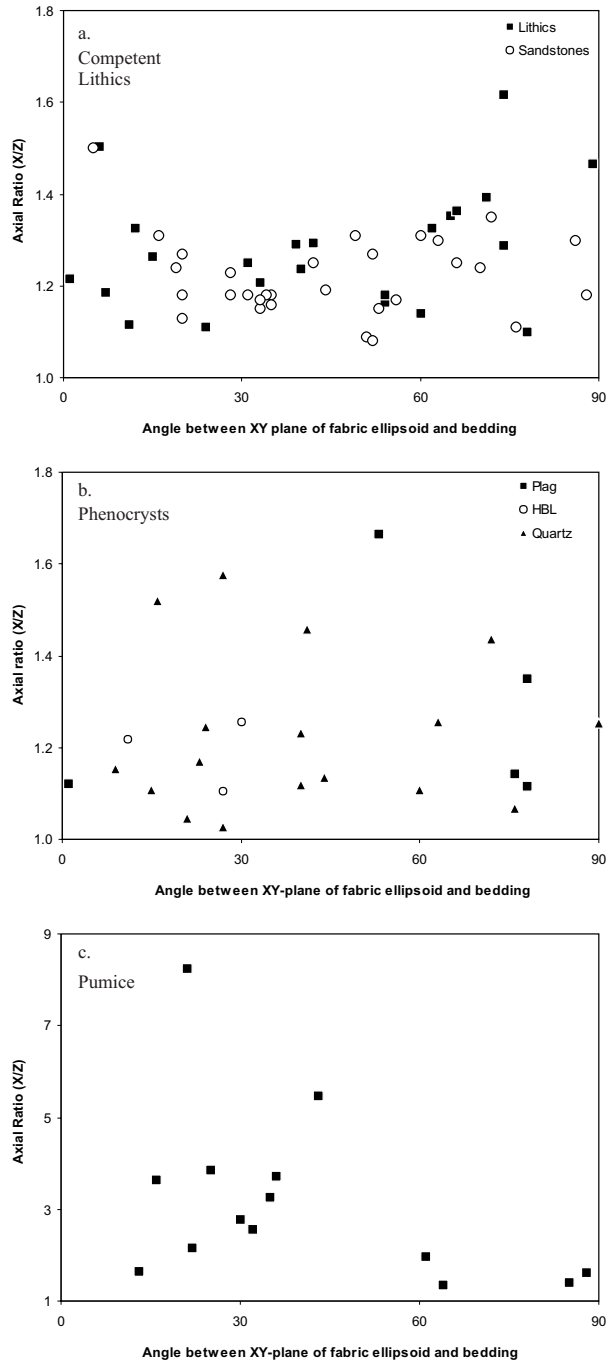 a.
Competent
Lithics
Lithics
Sandstones
1.8
1.6
1.4
1.2
1.0
Axial Ratio (X/Z)
0 30 60 90
Angle between XY plane of fabric ellipsoid and bedding
b.
Phenocrysts
Plag
HBL
Quartz
1.8
1.6
1.4
1.2
1.0
Axial ratio (X/Z)
0 30 60 90
Angle between XY-plane of fabric ellipsoid and bedding
c.
Pumice
9
7
5
3
1
Axial Ratio (X/Z)
0 30 60 90
Angle between XY-plane of fabric ellipsoid and bedding